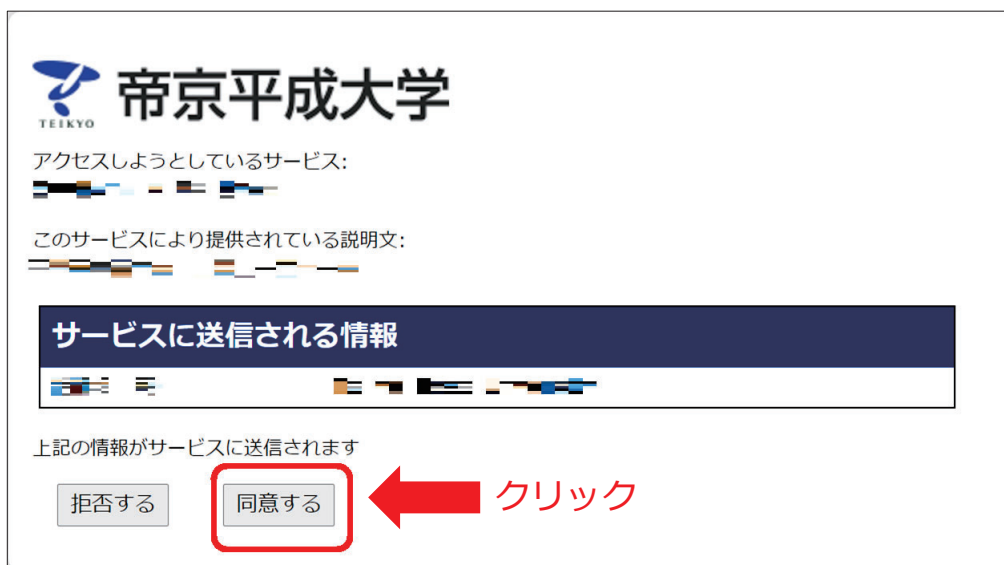 帝京平成大学
TEIKYO
アクセスしようとしているサービス:
このサービスにより提供されている説明文:
サービスに送信される情報
上記の情報がサービスに送信されます
拒否する 同意する クリック